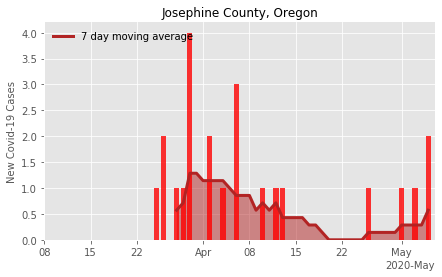 Josephine County, Oregon
7 day moving average
New Covid-19 Cases
4.0
3.5
3.0
2.5
2.0
1.5
1.0
0.5
0.0
08 15 22 Apr 08 15 22 May
2020-May